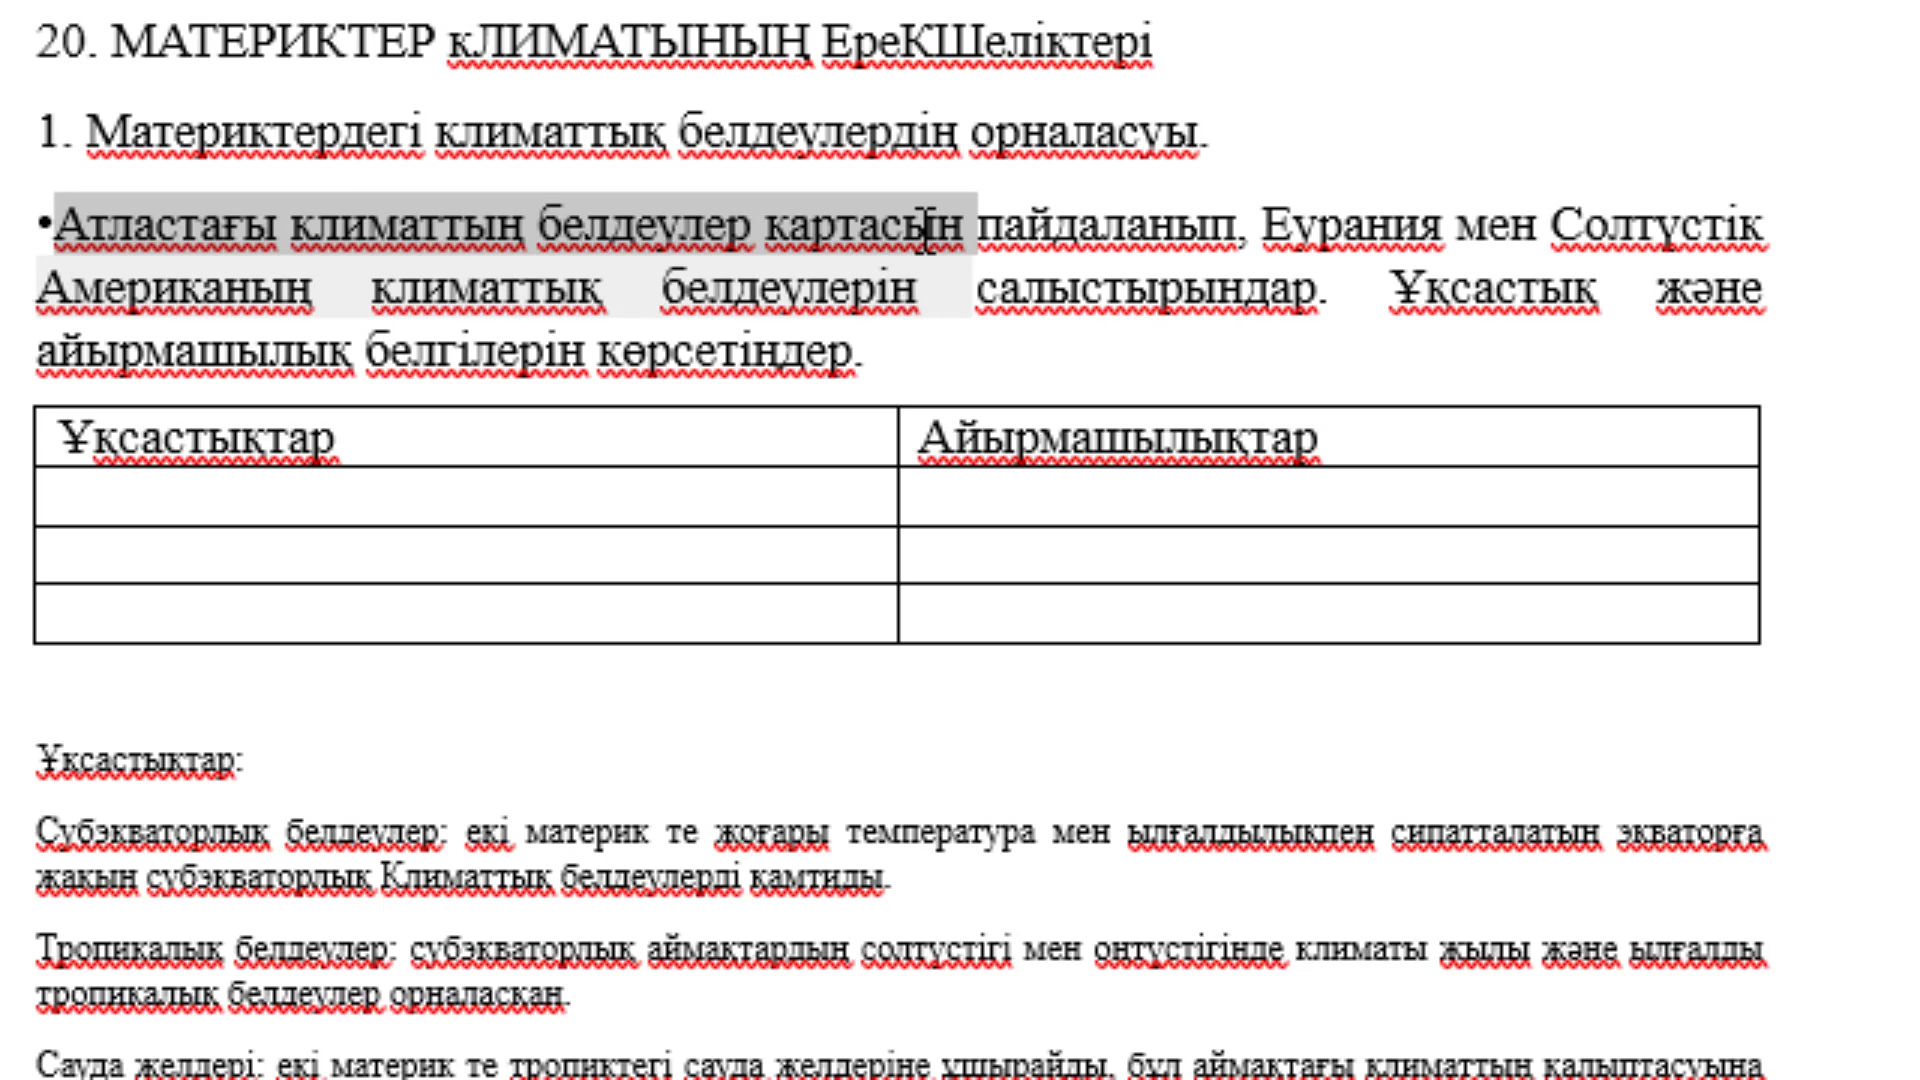 20. МАТЕРИКТЕР кЛИМАТЫНЫҢ ЕреКШеліктері
1. Материктердегі климаттық белдеулердің орналасуы.
•Атластағы климаттың белдеулер картасын пайдаланып, Еурания мен Солтүстік
Американың климаттық белдеулерін салыстырыңдар. Ұқсастық және
айырмашылық белгілерін көрсетіңдер.
Ұқсастықтар Айырмашылықтар
Ұқсастықтар:
Субэкваторлық белдеулер: екі материк те жоғары температура мен ылғалдылықпен сипатталатын экваторға
жақын субэкваторлық Климаттық белдеулерді қамтиды.
Тропикалық белдеулер: субэкваторлық аймақтардың солтүстігі мен оңтүстігінде климаты жылы және ылғалды
тропикалық белдеулер орналасқан.
Сауда желдері: екі материк те тропиктегі сауда желдеріне ұшырайды, бұл аймақтағы климаттың қалыптасуына